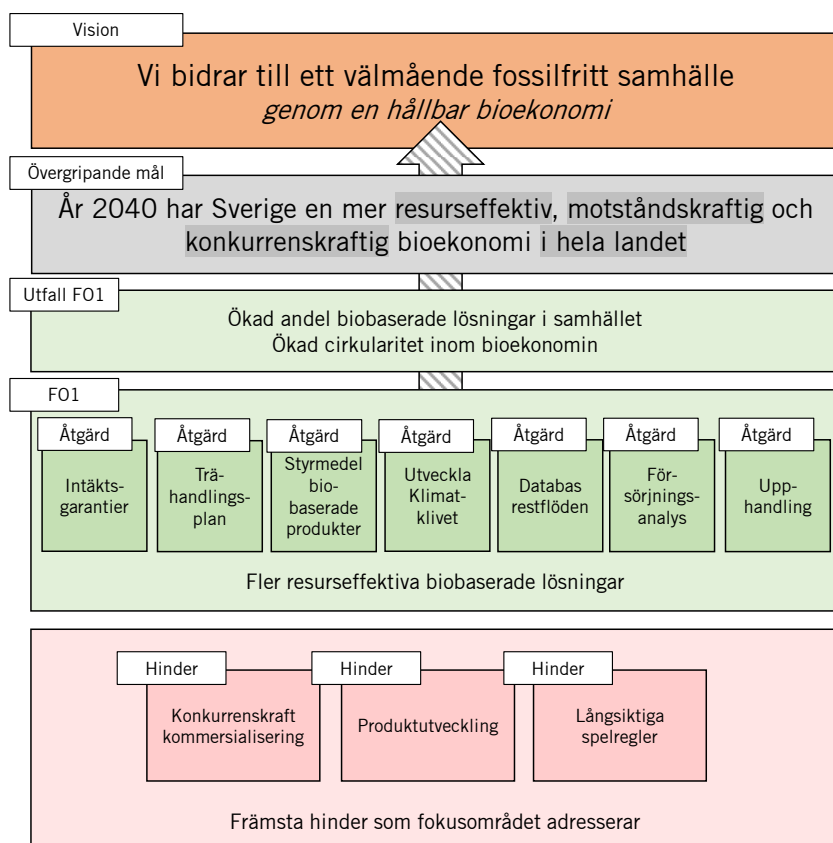 Vision
Vi bidrar till ett välmående fossilfritt samhälle
genom en hållbar bioekonomi
Övergripande mål
År 2040 har Sverige en mer resurseffektiv, motståndskraftig och
konkurrenskraftig bioekonomi i hela landet
Utfall FO1
Ökad andel biobaserade lösningar i samhället
Ökad cirkularitet inom bioekonomin
FO1
Åtgärd
Intäkts-
garantier
Åtgärd
Trä-
handlings-
plan
Åtgärd
Styrmedel
bio-
baserade
produkter
Åtgärd
Utveckla
Klimat-
klivet
Åtgärd
Databas
restflöden
Åtgärd
För-
sörjnings-
analys
Åtgärd
Upp-
handling
Fler resurseffektiva biobaserade lösningar
Hinder
Konkurrenskraft
kommersialisering
Hinder
Produktutveckling
Hinder
Långsiktiga
spelregler
Främsta hinder som fokusområdet adresserar